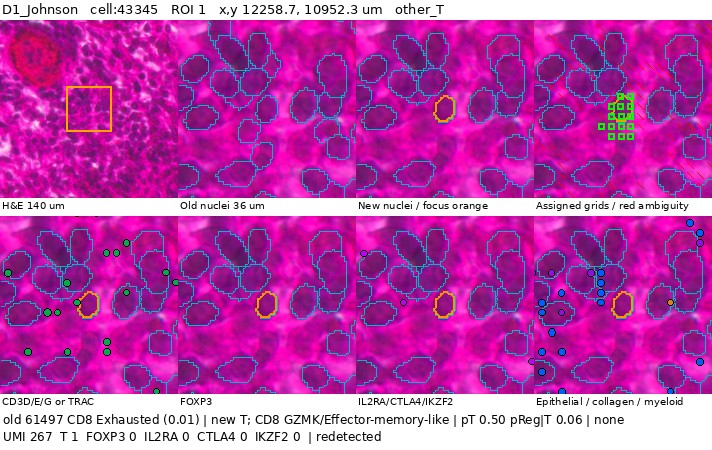 D1_Johnson cell:43345 ROI 1 x,y 12258.7, 10952.3 um other_T
H&E 140 um
Old nuclei 36 um
New nuclei / focus orange
Assigned grids / red ambiguity
CD3D/E/G or TRAC
FOXP3
IL2RA/CTLA4/IKZF2
Epithelial / collagen / myeloid
old 61497 CD8 Exhausted (0.01) | new T; CD8 GZMK/Effector-memory-like | pT 0.50 pReg|T 0.06 | none
UMI 267 T 1 FOXP3 0 IL2RA 0 CTLA4 0 IKZF2 0 | redetected